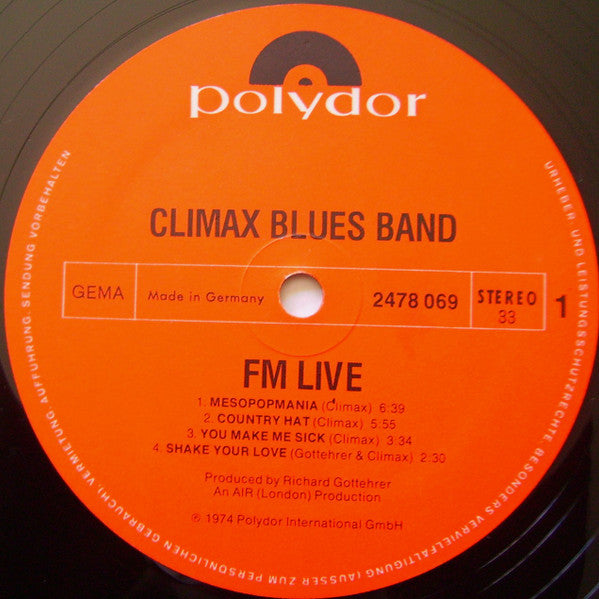 polydor
CLIMAX BLUES BAND
GEMA
Made in Germany
2478 069
STEREO
33
1
FM LIVE
1. MESOPOPMANIA (Climax) 6:39
2. COUNTRY HAT (Climax) 5:55
3. YOU MAKE ME SICK (Climax) 3:34
4. SHAKE YOUR LOVE (Gottehrer & Climax) 2:30
Produced by Richard Gottehrer
An AIR (London) Production
℗ 1974 Polydor International GmbH
URHEBER- UND LEISTUNGSSCHUTZRECHTE, BESONDERS VERVIELFÄLTIGUNG (AUSSER ZUM PERSÖNLICHEN GEBRAUCH), VERMIETUNG, AUFFÜHRUNG, SENDUNG VORBEHALTEN